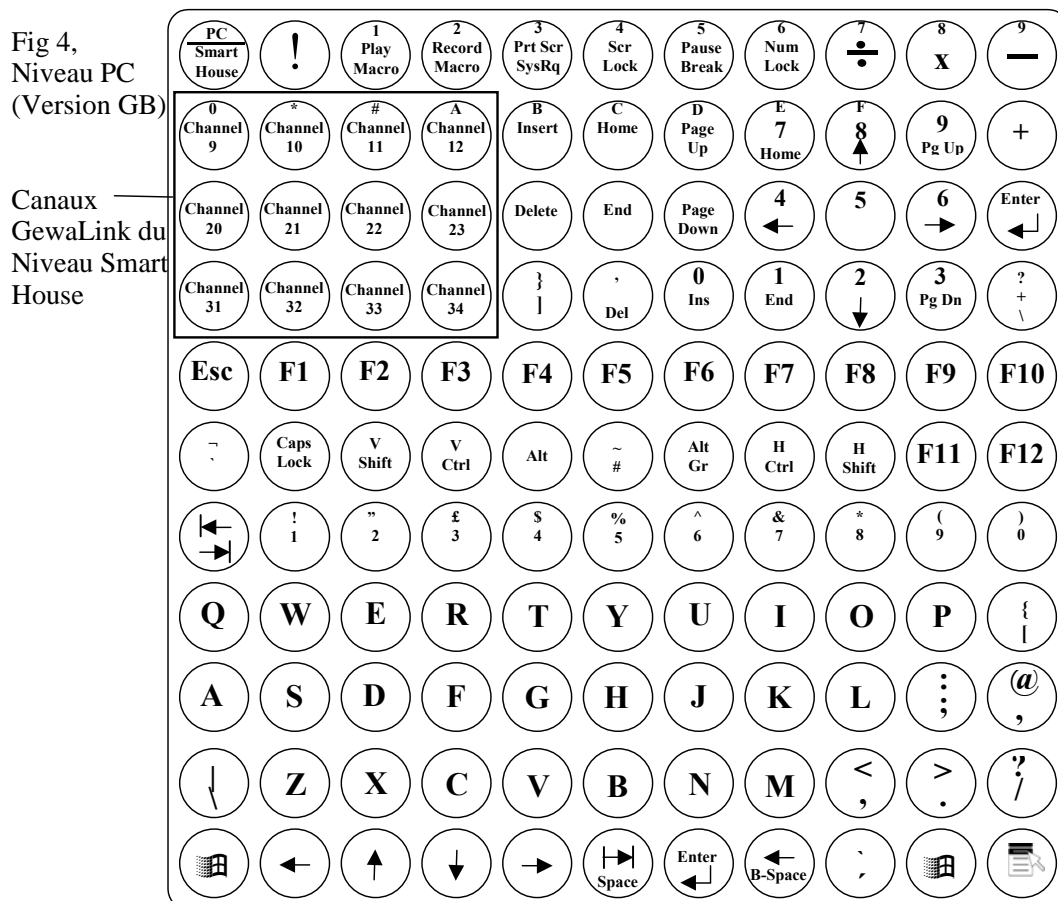 Fig 4,
Niveau PC
(Version GB)
Canaux
GewaLink du
Niveau Smart
House
PC Smart House
!
1 Play Macro
2 Record Macro
3 Prt Scr SysRq
4 Scr Lock
5 Pause Break
6 Num Lock
7 ÷
8 x
9 —
0 Channel 9
* Channel 10
# Channel 11
A Channel 12
B Insert
C Home
D Page Up
E 7 Home
F 8 ↑
9 Pg Up
+
Channel 20
Channel 21
Channel 22
Channel 23
Delete
End
Page Down
4 ←
5
6 →
Enter ↵
Channel 31
Channel 32
Channel 33
Channel 34
} ]
, Del
0 Ins
1 End
2 ↓
3 Pg Dn
? + \
Esc
F1
F2
F3
F4
F5
F6
F7
F8
F9
F10
¬ `
Caps Lock
V Shift
V Ctrl
Alt
~ #
Alt Gr
H Ctrl
H Shift
F11
F12
! 1
" 2
£ 3
$ 4
% 5
^ 6
& 7
* 8
( 9
) 0
Q
W
E
R
T
Y
U
I
O
P
{ [
A
S
D
F
G
H
J
K
L
: ;
@ ,
| \
Z
X
C
V
B
N
M
< ,
> .
? /
←
↑
↓
→
Space
Enter ↵
← B-Space
` ´